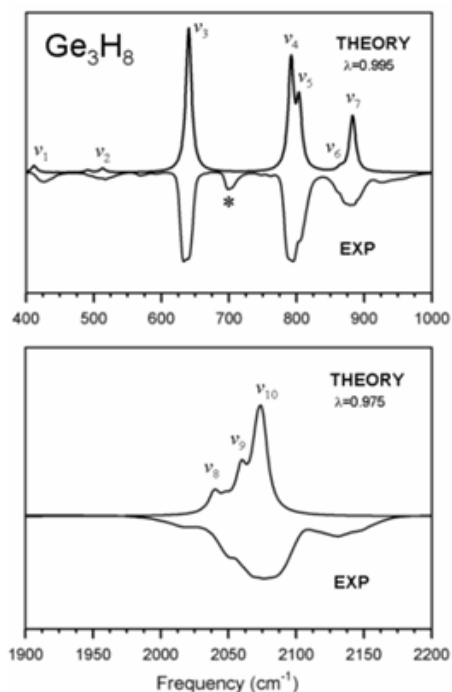 Ge₃H₈
ν₃
ν₄
THEORY
λ=0.995
ν₅
ν₇
ν₁
ν₂
ν₆
*
EXP
400 500 600 700 800 900 1000
THEORY
λ=0.975
ν₁₀
ν₉
ν₈
EXP
1900 1950 2000 2050 2100 2150 2200
Frequency (cm⁻¹)